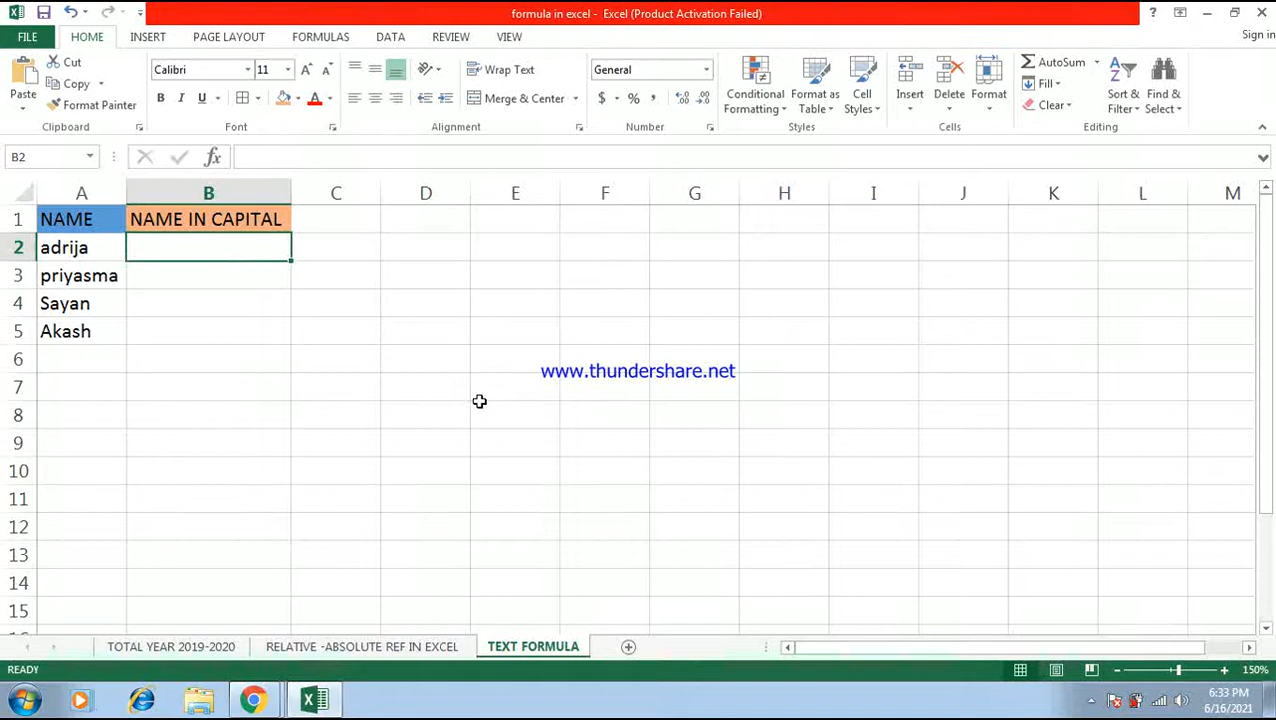 formula in excel - Excel (Product Activation Failed)
Sign in
FILE HOME INSERT PAGE LAYOUT FORMULAS DATA REVIEW VIEW
Cut
Copy
Format Painter
Paste
Clipboard
Calibri 11
B I U
Font
Wrap Text
Merge & Center
Alignment
General
$ % ,
Number
Conditional Formatting
Format as Table
Cell Styles
Styles
Insert
Delete
Format
Cells
AutoSum
Fill
Clear
Sort & Filter
Find & Select
Editing
B2
fx
A B C D E F G H I J K L M
1 NAME NAME IN CAPITAL
2 adrija
3 priyasma
4 Sayan
5 Akash
6
www.thundershare.net
7
8
9
10
11
12
13
14
15
TOTAL YEAR 2019-2020 RELATIVE -ABSOLUTE REF IN EXCEL TEXT FORMULA
READY
150%
6:33 PM
6/16/2021